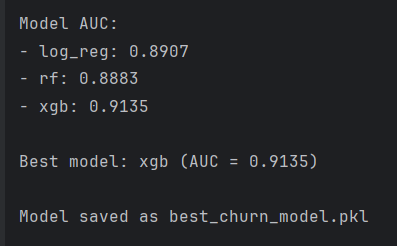 Model AUC:
- log_reg: 0.8907
- rf: 0.8883
- xgb: 0.9135
Best model: xgb (AUC = 0.9135)
Model saved as best_churn_model.pkl